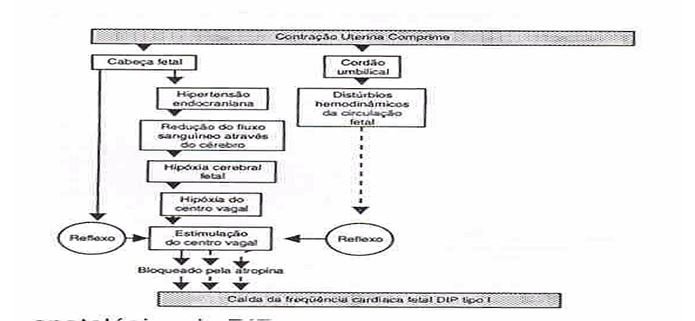 Contração Uterina Comprime
Cabeça fetal
Cordão
umbilical
Hipertensão
endocraniana
Distúrbios
hemodinâmicos
da circulação
fetal
Redução do fluxo
sanguíneo através
do cérebro
Hipóxia cerebral
fetal
Hipóxia do
centro vagal
Reflexo
Estimulação
do centro vagal
Reflexo
Bloqueado pela atropina
Caída da freqüência cardíaca fetal DIP tipo I